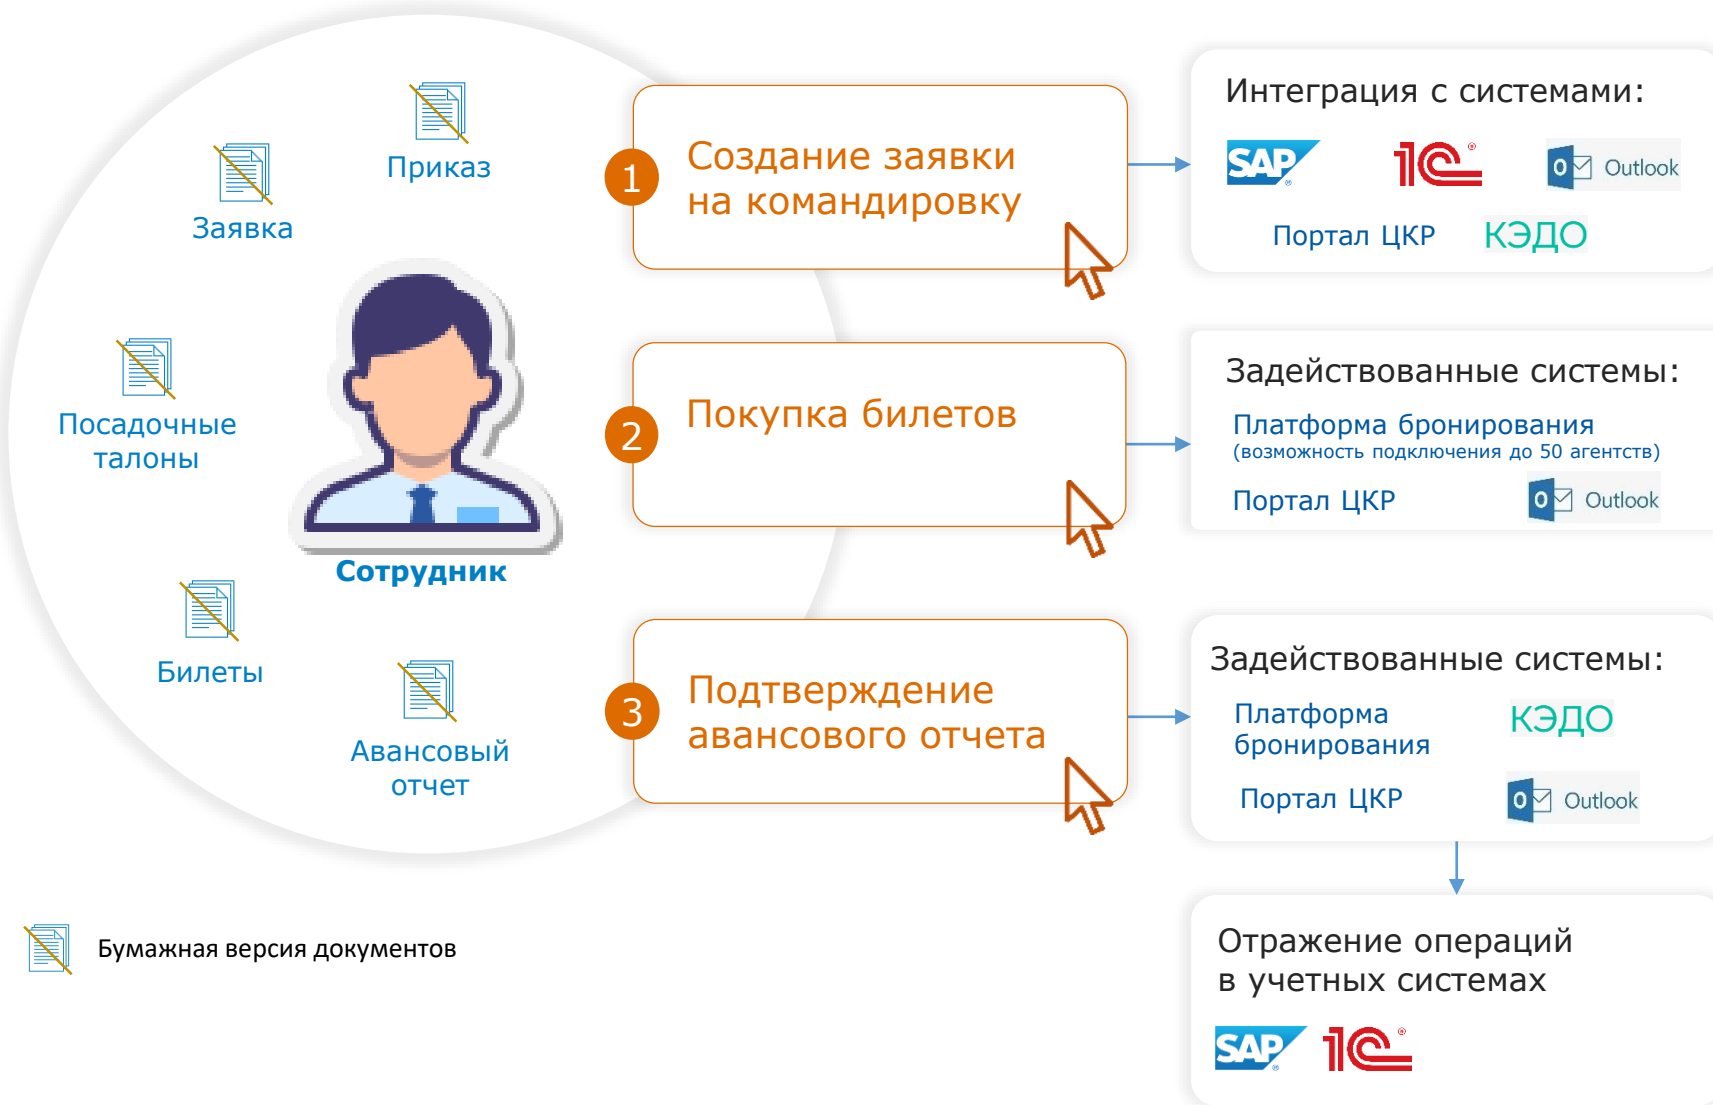 Приказ
Заявка
Посадочные
талоны
Сотрудник
Билеты
Авансовый
отчет
Бумажная версия документов
1
Создание заявки
на командировку
2
Покупка билетов
3
Подтверждение
авансового отчета
Интеграция с системами:
SAP ® 1С ® Outlook
Портал ЦКР КЭДО
Задействованные системы:
Платформа бронирования
(возможность подключения до 50 агентств)
Портал ЦКР Outlook
Задействованные системы:
Платформа
бронирования
КЭДО
Портал ЦКР Outlook
Отражение операций
в учетных системах
SAP ® 1С ®